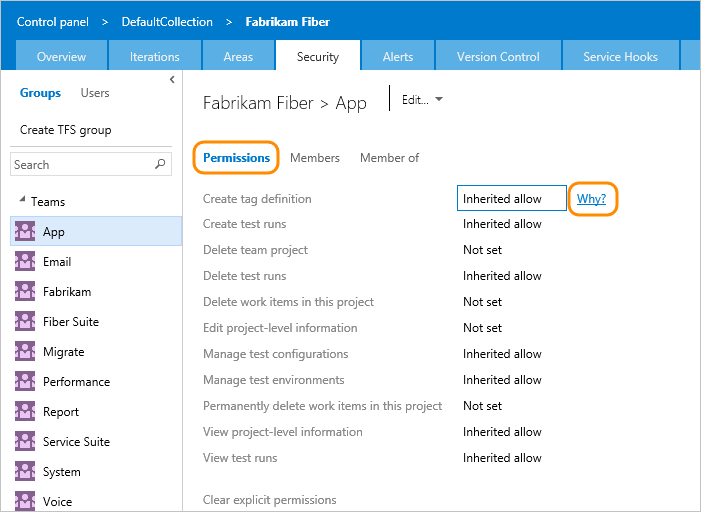 Control panel > DefaultCollection > Fabrikam Fiber
Overview Iterations Areas Security Alerts Version Control Service Hooks
Groups Users
Create TFS group
Search
Teams
App
Email
Fabrikam
Fiber Suite
Migrate
Performance
Report
Service Suite
System
Voice
Fabrikam Fiber > App Edit...
Permissions Members Member of
Create tag definition Inherited allow Why?
Create test runs Inherited allow
Delete team project Not set
Delete test runs Inherited allow
Delete work items in this project Not set
Edit project-level information Not set
Manage test configurations Inherited allow
Manage test environments Inherited allow
Permanently delete work items in this project Not set
View project-level information Inherited allow
View test runs Inherited allow
Clear explicit permissions